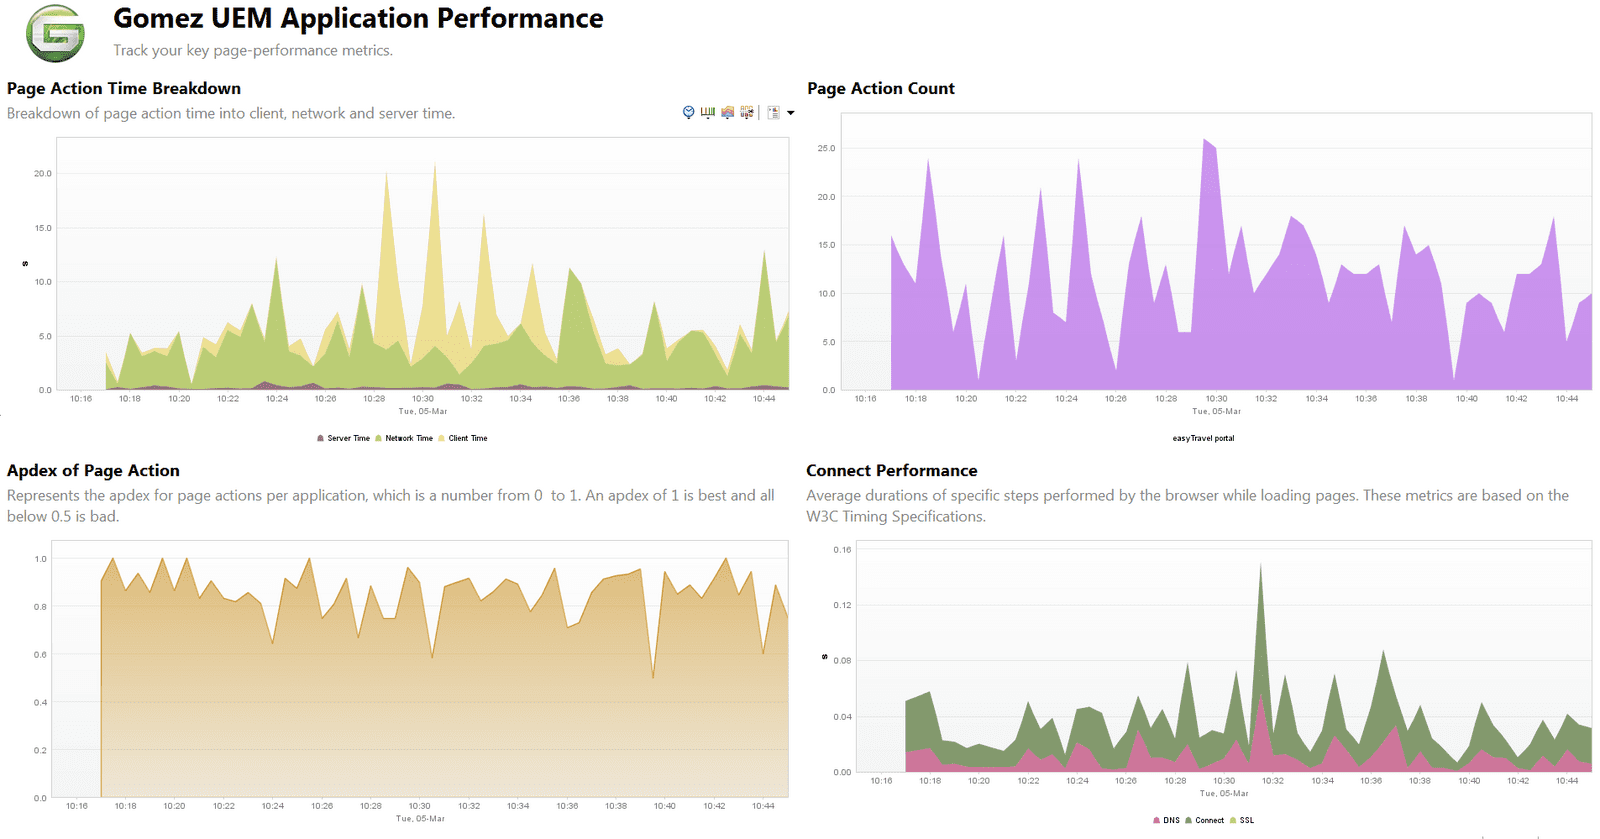 G
Gomez UEM Application Performance
Track your key page-performance metrics.
Page Action Time Breakdown
Breakdown of page action time into client, network and server time.
20.0
15.0
10.0
5.0
0.0
s
10:16 10:18 10:20 10:22 10:24 10:26 10:28 10:30 10:32 10:34 10:36 10:38 10:40 10:42 10:44
Tue, 05-Mar
Server Time Network Time Client Time
Page Action Count
25.0
20.0
15.0
10.0
5.0
0.0
10:16 10:18 10:20 10:22 10:24 10:26 10:28 10:30 10:32 10:34 10:36 10:38 10:40 10:42 10:44
Tue, 05-Mar
easyTravel portal
Apdex of Page Action
Represents the apdex for page actions per application, which is a number from 0 to 1. An apdex of 1 is best and all
below 0.5 is bad.
1.0
0.8
0.6
0.4
0.2
0.0
10:16 10:18 10:20 10:22 10:24 10:26 10:28 10:30 10:32 10:34 10:36 10:38 10:40 10:42 10:44
Tue, 05-Mar
Connect Performance
Average durations of specific steps performed by the browser while loading pages. These metrics are based on the
W3C Timing Specifications.
0.16
0.12
0.08
0.04
0.00
s
10:16 10:18 10:20 10:22 10:24 10:26 10:28 10:30 10:32 10:34 10:36 10:38 10:40 10:42 10:44
Tue, 05-Mar
DNS Connect SSL